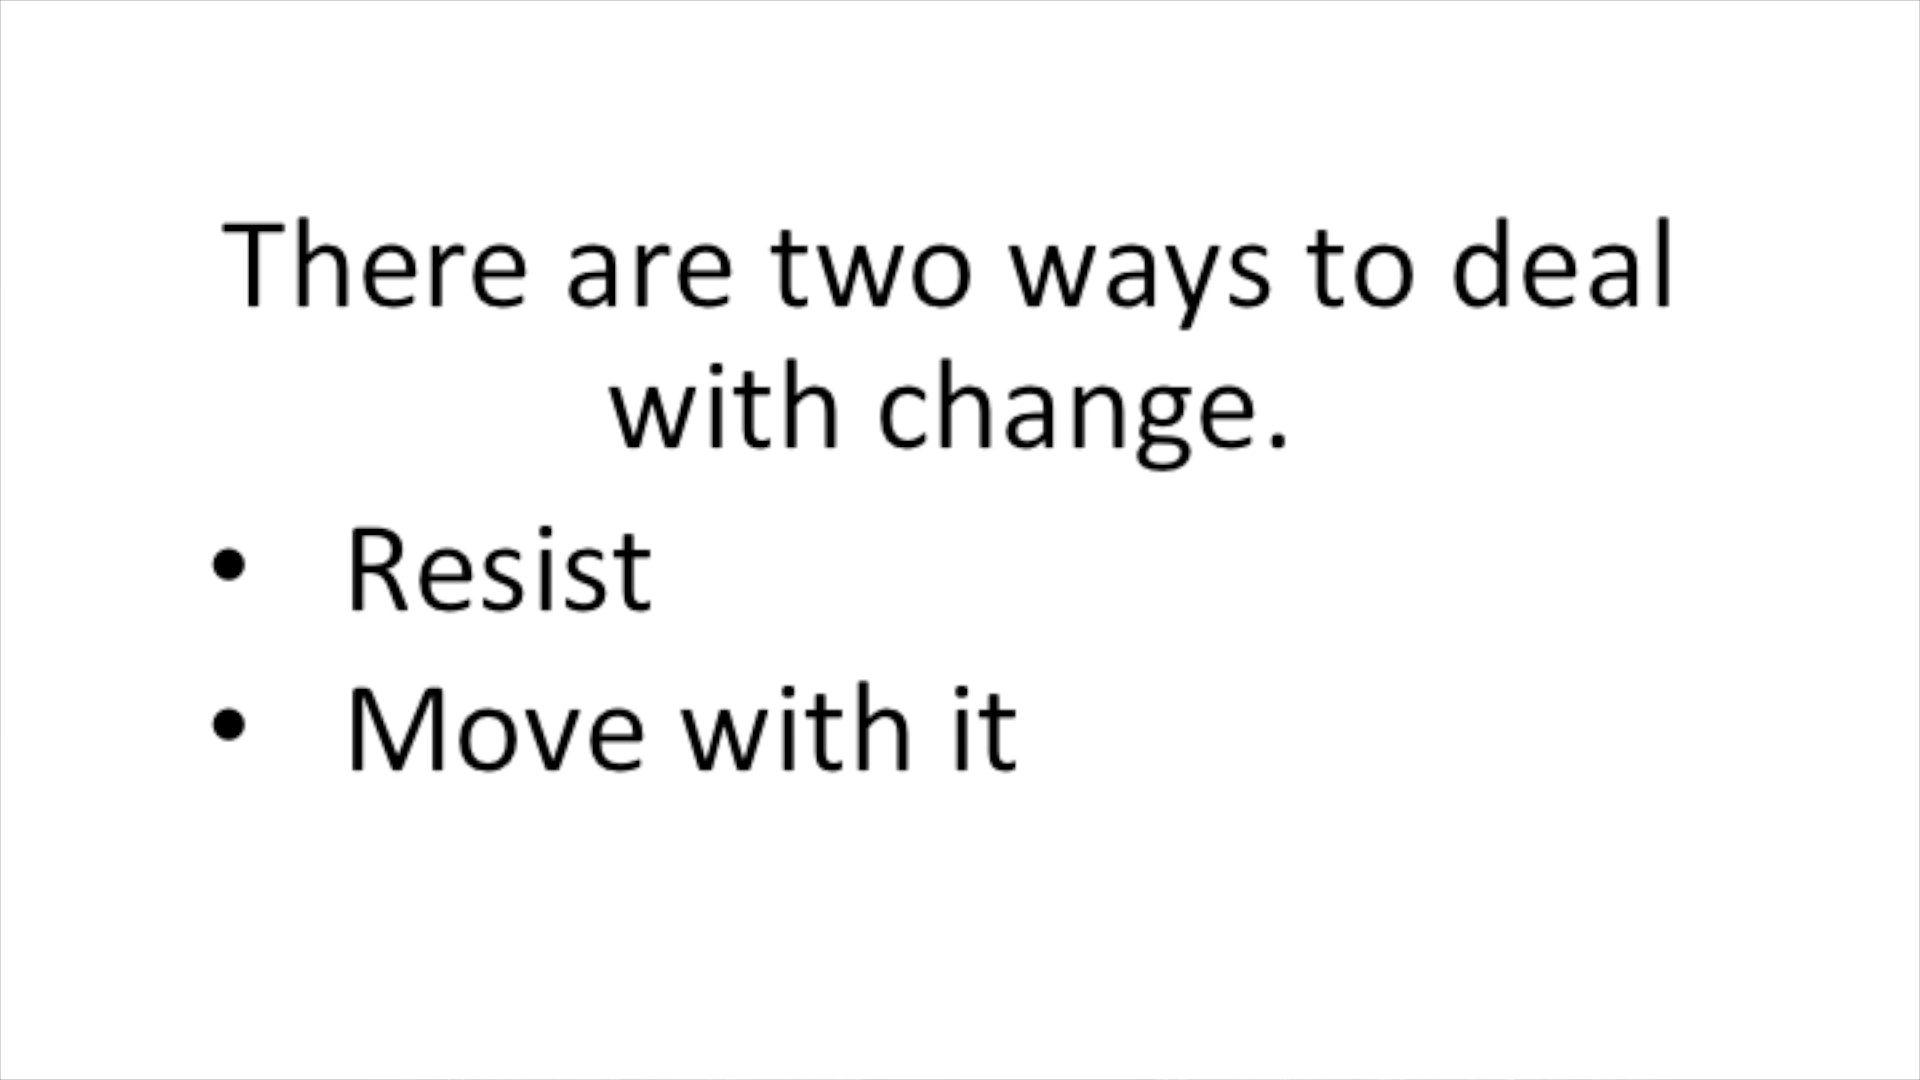 There are two ways to deal
with change.
• Resist
• Move with it